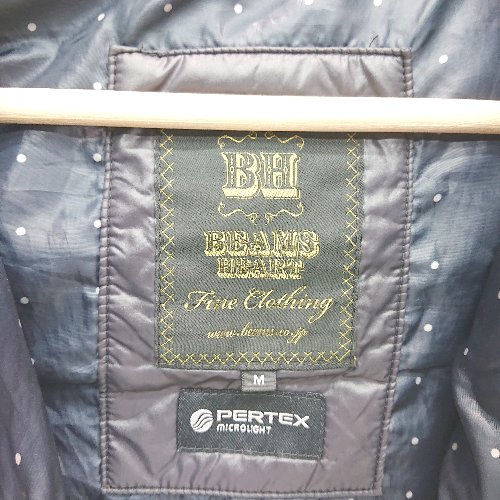 BH
BEAMS
HEART
Fine Clothing
www.beams.co.jp
M
PERTEX
MICROLIGHT